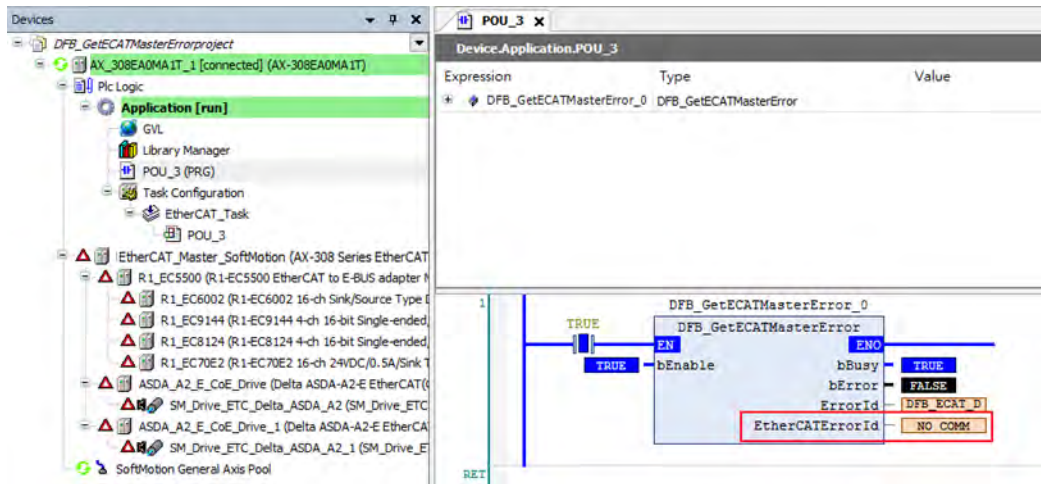 Devices
DFB_GetECATMasterErrorproject
AX_308EA0MA1T_1 [connected] (AX-308EA0MA1T)
Plc Logic
Application [run]
GVL
Library Manager
POU_3 (PRG)
Task Configuration
EtherCAT_Task
POU_3
EtherCAT_Master_SoftMotion (AX-308 Series EtherCAT
R1_EC5500 (R1-EC5500 EtherCAT to E-BUS adapter
R1_EC6002 (R1-EC6002 16-ch Sink/Source Type
R1_EC9144 (R1-EC9144 4-ch 16-bit Single-ended,
R1_EC8124 (R1-EC8124 4-ch 16-bit Single-ended,
R1_EC70E2 (R1-EC70E2 16-ch 24VDC/0.5A/Sink
ASDA_A2_E_CoE_Drive (Delta ASDA-A2-E EtherCAT(
SM_Drive_ETC_Delta_ASDA_A2 (SM_Drive_ETC
ASDA_A2_E_CoE_Drive_1 (Delta ASDA-A2-E EtherCA
SM_Drive_ETC_Delta_ASDA_A2_1 (SM_Drive_E
SoftMotion General Axis Pool
POU_3 X
Device.Application.POU_3
Expression Type Value
DFB_GetECATMasterError_0 DFB_GetECATMasterError
1
DFB_GetECATMasterError_0
TRUE DFB_GetECATMasterError
EN ENO
TRUE bEnable bBusy TRUE
bError FALSE
ErrorId DFB_ECAT_D
EtherCATErrorId NO_COMM
RET